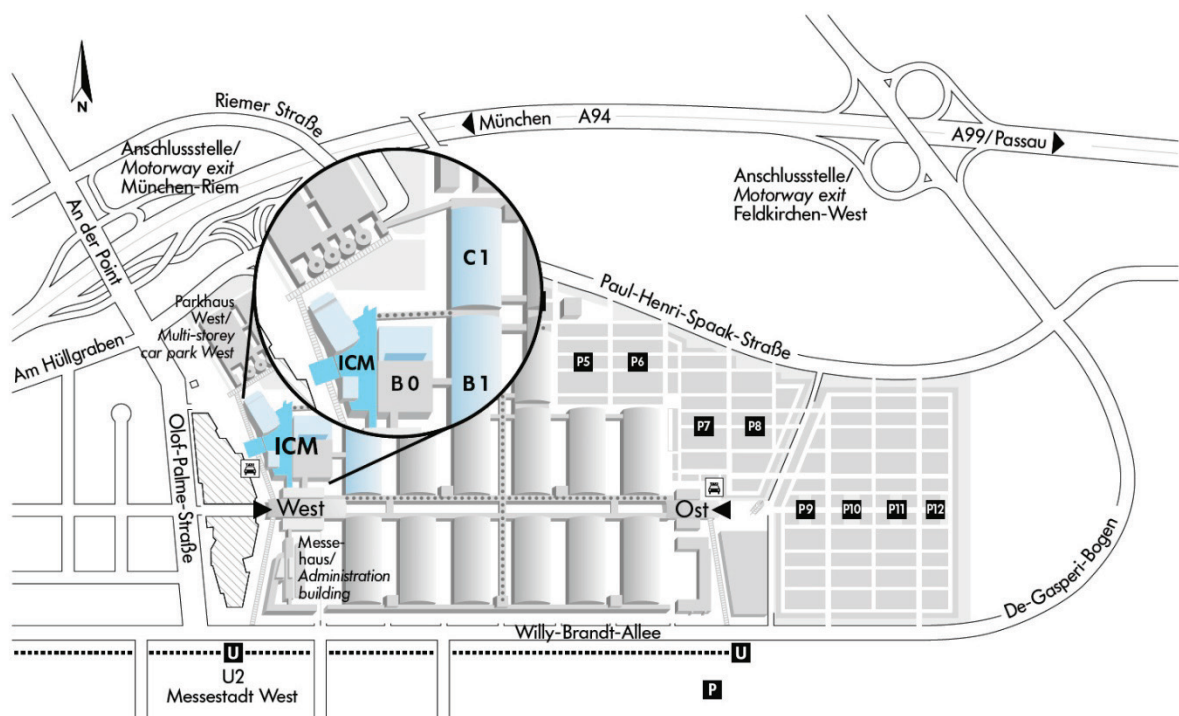 N
Riemer Straße
München A94
A99/Passau
Anschlussstelle/
Motorway exit
München-Riem
Anschlussstelle/
Motorway exit
Feldkirchen-West
An der Point
C1
Paul-Henri-Spaak-Straße
Parkhaus
West/
Multi-storey
car park West
Am Hüllgraben
ICM
B0
B1
P5
P6
P7
P8
ICM
Olof-Palme-Straße
West
Ost
P9
P10
P11
P12
Messe-
haus/
Administration
building
De-Gasperi-Bogen
Willy-Brandt-Allee
U
U
U2
Messestadt West
P